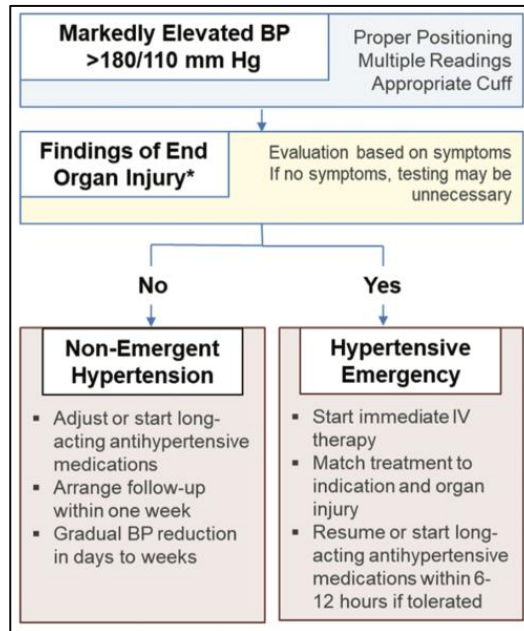 Markedly Elevated BP
>180/110 mm Hg
Proper Positioning
Multiple Readings
Appropriate Cuff
Findings of End
Organ Injury*
Evaluation based on symptoms
If no symptoms, testing may be
unnecessary
No
Yes
Non-Emergent
Hypertension
▪ Adjust or start long-
acting antihypertensive
medications
▪ Arrange follow-up
within one week
▪ Gradual BP reduction
in days to weeks
Hypertensive
Emergency
▪ Start immediate IV
therapy
▪ Match treatment to
indication and organ
injury
▪ Resume or start long-
acting antihypertensive
medications within 6-
12 hours if tolerated